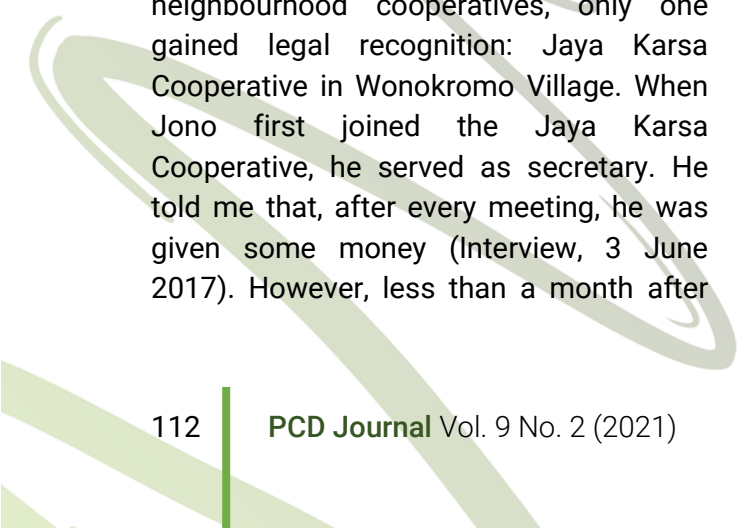 neighbourhood cooperatives, only one
gained legal recognition: Jaya Karsa
Cooperative in Wonokromo Village. When
Jono first joined the Jaya Karsa
Cooperative, he served as secretary. He
told me that, after every meeting, he was
given some money (Interview, 3 June
2017). However, less than a month after
112 PCD Journal Vol. 9 No. 2 (2021)